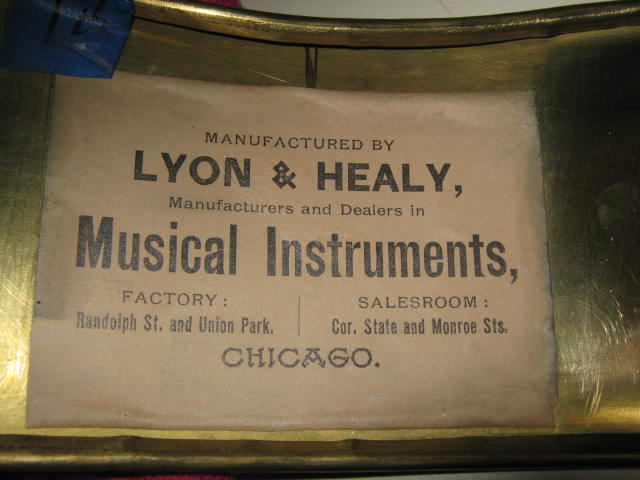 MANUFACTURED BY
LYON & HEALY,
Manufacturers and Dealers in
Musical Instruments,
FACTORY: SALESROOM:
Randolph St. and Union Park. Cor. State and Monroe Sts.
CHICAGO.